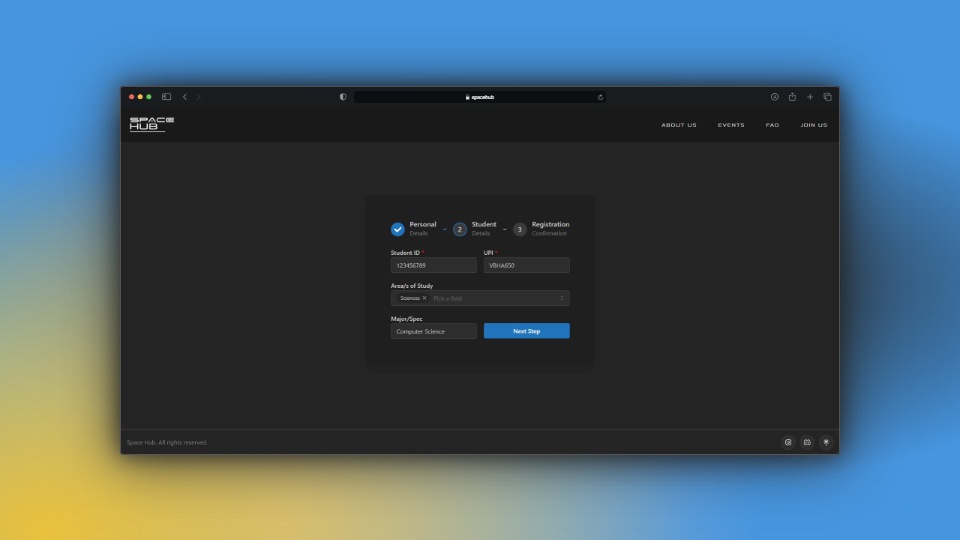 spacehub
SPACE
HUB
ABOUT US EVENTS FAQ JOIN US
Personal
Details
2 Student
Details
3 Registration
Confirmation
Student ID * UPI *
123456789 VBHA650
Area/s of Study
Sciences × Pick a field
Major/Spec
Computer Science Next Step
Space Hub. All rights reserved.